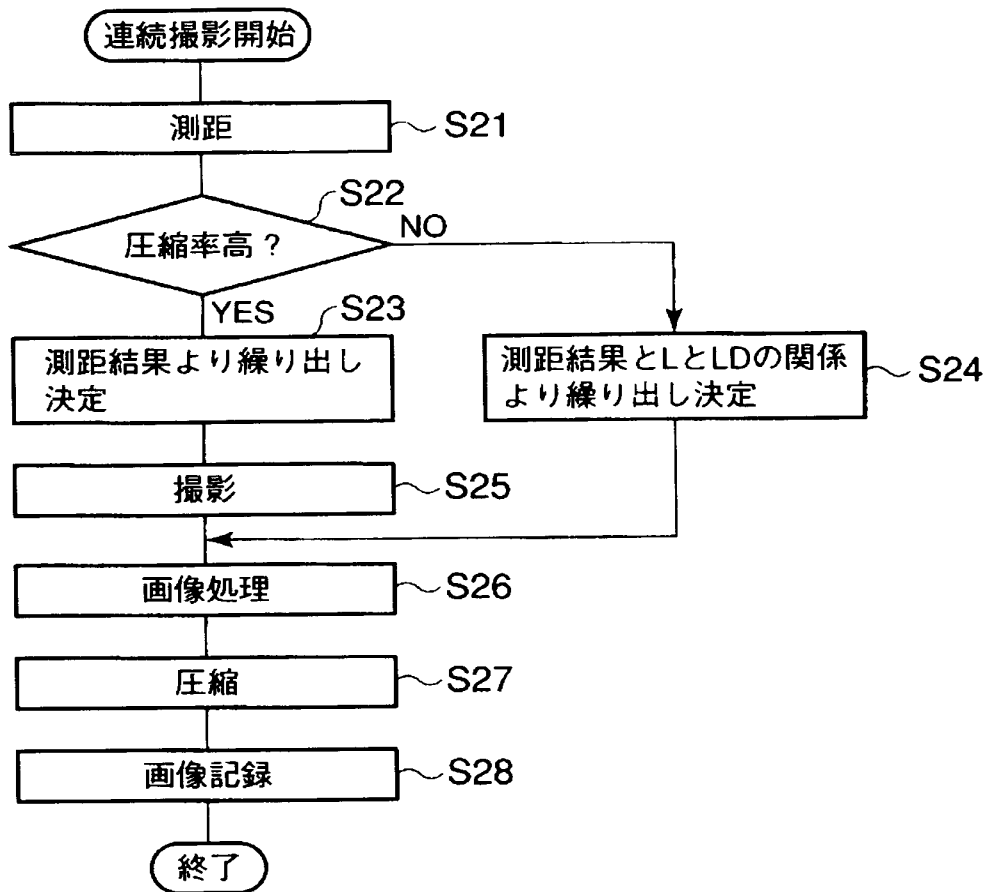 連続撮影開始
測距
S21
S22
圧縮率高?
NO
YES
S23
測距結果より繰り出し
決定
測距結果とLとLDの関係
より繰り出し決定
S24
撮影
S25
画像処理
S26
圧縮
S27
画像記録
S28
終了